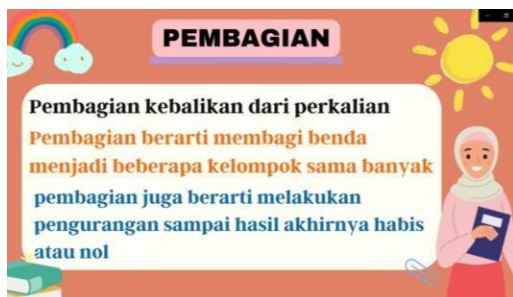 PEMBAGIAN
Pembagian kebalikan dari perkalian
Pembagian berarti membagi benda
menjadi beberapa kelompok sama banyak
pembagian juga berarti melakukan
pengurangan sampai hasil akhirnya habis
atau nol